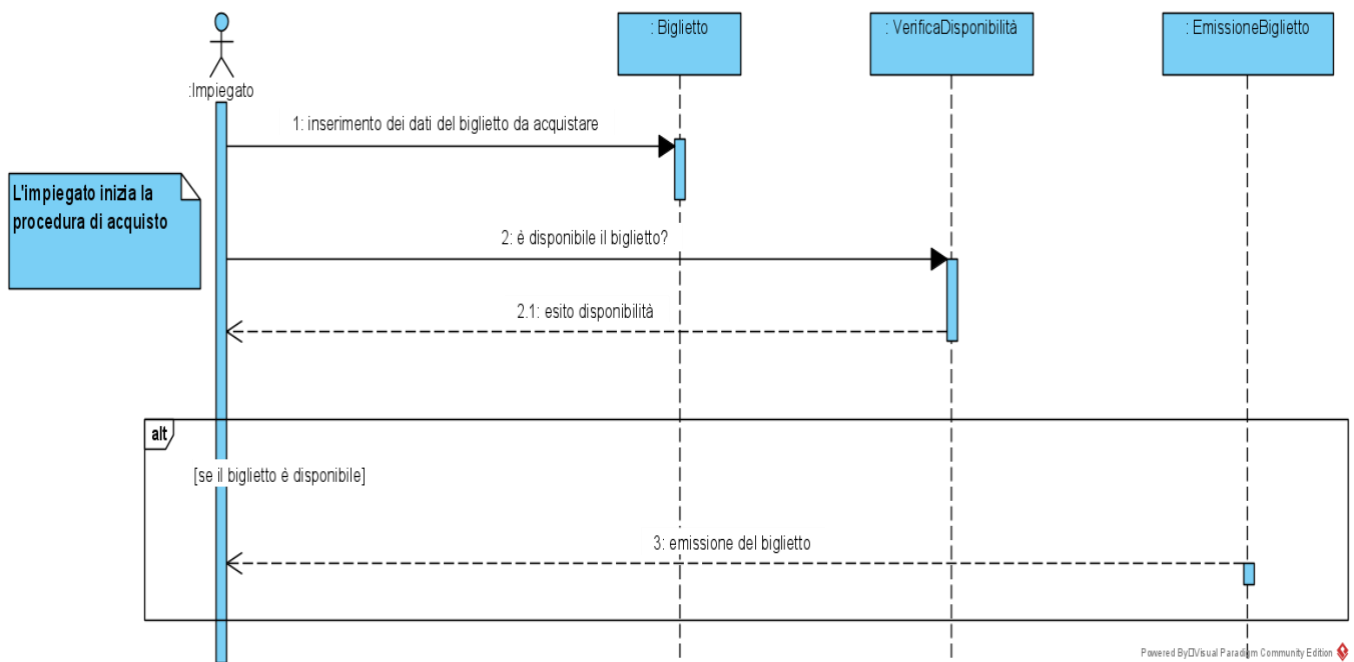 : Biglietto
: VerificaDisponibilità
: EmissioneBiglietto
:Impiegato
1: inserimento dei dati del biglietto da acquistare
L'impiegato inizia la
procedura di acquisto
2: è disponibile il biglietto?
2.1: esito disponibilità
alt
[se il biglietto è disponibile]
3: emissione del biglietto
Powered By Visual Paradigm Community Edition